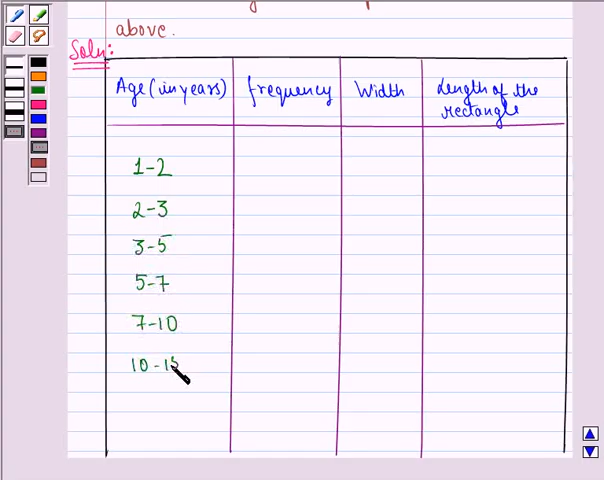 above.
Soln:
Age (in years) frequency Width Length of the rectangle
1-2
2-3
3-5
5-7
7-10
10-15